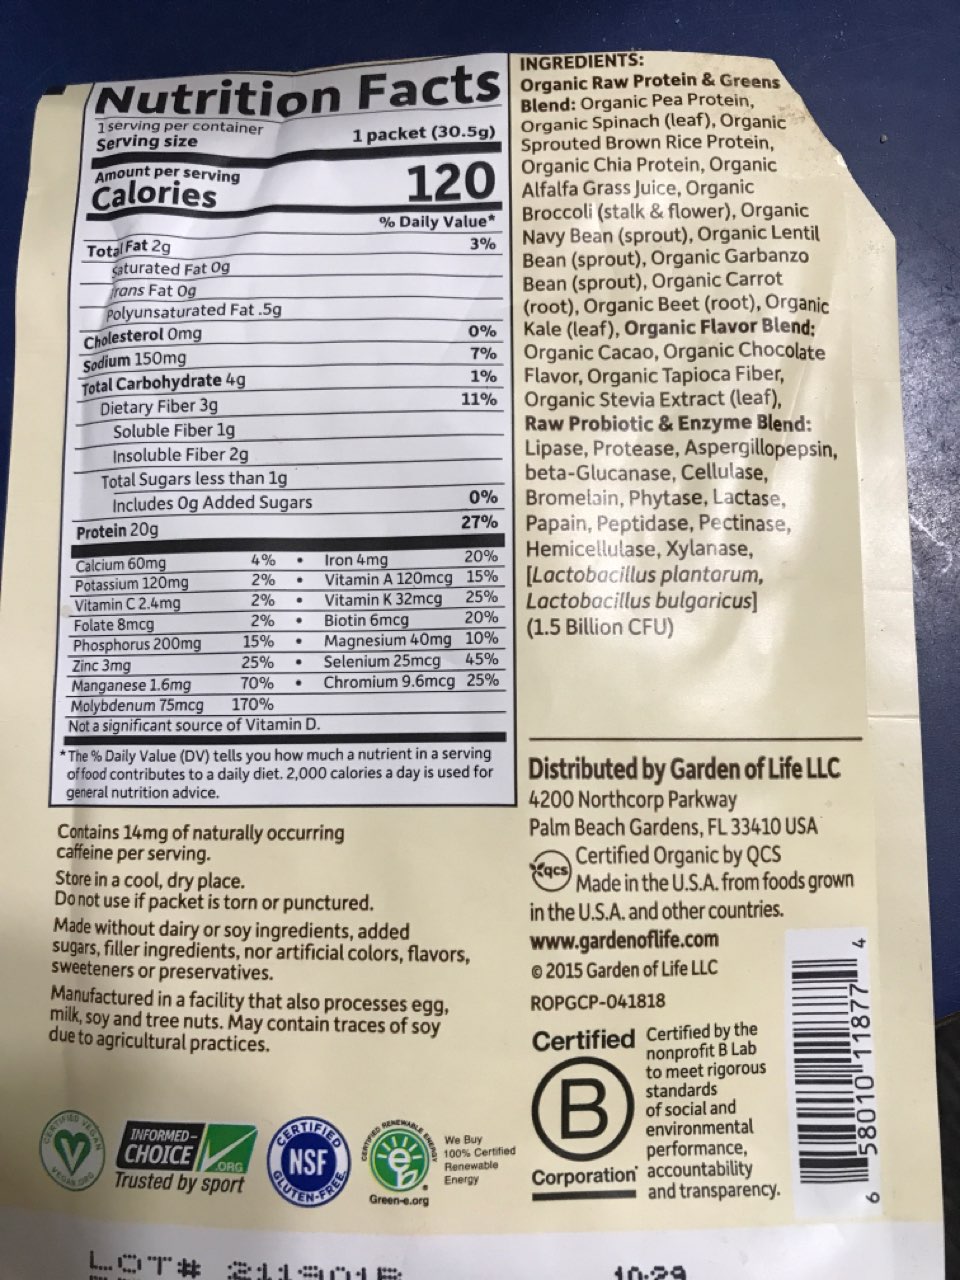 Nutrition Facts
1 serving per container
Serving size 1 packet (30.5g)
Amount per serving
Calories 120
% Daily Value*
Total Fat 2g 3%
Saturated Fat 0g
Trans Fat 0g
Polyunsaturated Fat .5g
Cholesterol 0mg 0%
Sodium 150mg 7%
Total Carbohydrate 4g 1%
Dietary Fiber 3g 11%
Soluble Fiber 1g
Insoluble Fiber 2g
Total Sugars less than 1g
Includes 0g Added Sugars 0%
Protein 20g 27%
Calcium 60mg 4% • Iron 4mg 20%
Potassium 120mg 2% • Vitamin A 120mcg 15%
Vitamin C 2.4mg 2% • Vitamin K 32mcg 25%
Folate 8mcg 2% • Biotin 6mcg 20%
Phosphorus 200mg 15% • Magnesium 40mg 10%
Zinc 3mg 25% • Selenium 25mcg 45%
Manganese 1.6mg 70% • Chromium 9.6mcg 25%
Molybdenum 75mcg 170%
Not a significant source of Vitamin D.
*The % Daily Value (DV) tells you how much a nutrient in a serving
of food contributes to a daily diet. 2,000 calories a day is used for
general nutrition advice.
Contains 14mg of naturally occurring
caffeine per serving.
Store in a cool, dry place.
Do not use if packet is torn or punctured.
Made without dairy or soy ingredients, added
sugars, filler ingredients, nor artificial colors, flavors,
sweeteners or preservatives.
Manufactured in a facility that also processes egg,
milk, soy and tree nuts. May contain traces of soy
due to agricultural practices.
CERTIFIED VEGAN
VEGAN.ORG
INFORMED-
CHOICE
.ORG
Trusted by sport
CERTIFIED
NSF
GLUTEN-FREE
CERTIFIED RENEWABLE ENERGY
e
Green-e.org
We Buy
100% Certified
Renewable
Energy
INGREDIENTS:
Organic Raw Protein & Greens
Blend: Organic Pea Protein,
Organic Spinach (leaf), Organic
Sprouted Brown Rice Protein,
Organic Chia Protein, Organic
Alfalfa Grass Juice, Organic
Broccoli (stalk & flower), Organic
Navy Bean (sprout), Organic Lentil
Bean (sprout), Organic Garbanzo
Bean (sprout), Organic Carrot
(root), Organic Beet (root), Organic
Kale (leaf), Organic Flavor Blend:
Organic Cacao, Organic Chocolate
Flavor, Organic Tapioca Fiber,
Organic Stevia Extract (leaf),
Raw Probiotic & Enzyme Blend:
Lipase, Protease, Aspergillopepsin,
beta-Glucanase, Cellulase,
Bromelain, Phytase, Lactase,
Papain, Peptidase, Pectinase,
Hemicellulase, Xylanase,
[Lactobacillus plantarum,
Lactobacillus bulgaricus]
(1.5 Billion CFU)
Distributed by Garden of Life LLC
4200 Northcorp Parkway
Palm Beach Gardens, FL 33410 USA
qcs
Certified Organic by QCS
Made in the U.S.A. from foods grown
in the U.S.A. and other countries.
www.gardenoflife.com
© 2015 Garden of Life LLC
ROPGCP-041818
Certified
B
Corporation
Certified by the
nonprofit B Lab
to meet rigorous
standards
of social and
environmental
performance,
accountability
and transparency.
6 58010 11877 4
LOT#
10:29